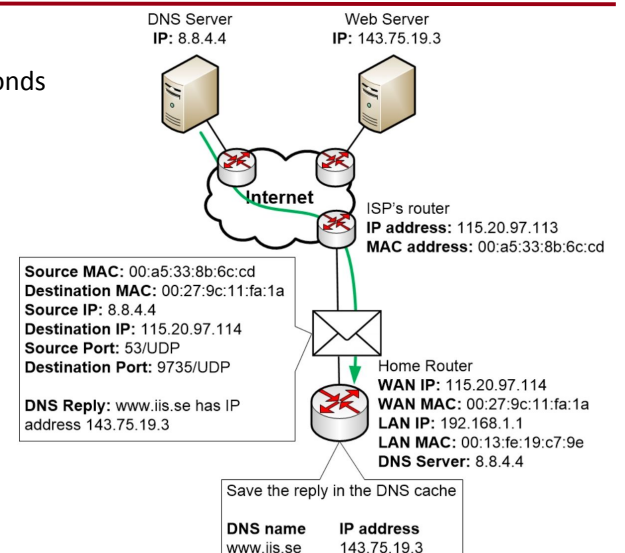 DNS Server
IP: 8.8.4.4
Web Server
IP: 143.75.19.3
Internet
ISP's router
IP address: 115.20.97.113
MAC address: 00:a5:33:8b:6c:cd
Source MAC: 00:a5:33:8b:6c:cd
Destination MAC: 00:27:9c:11:fa:1a
Source IP: 8.8.4.4
Destination IP: 115.20.97.114
Source Port: 53/UDP
Destination Port: 9735/UDP
DNS Reply: www.iis.se has IP
address 143.75.19.3
Home Router
WAN IP: 115.20.97.114
WAN MAC: 00:27:9c:11:fa:1a
LAN IP: 192.168.1.1
LAN MAC: 00:13:fe:19:c7:9e
DNS Server: 8.8.4.4
Save the reply in the DNS cache
DNS name IP address
www.iis.se 143.75.19.3